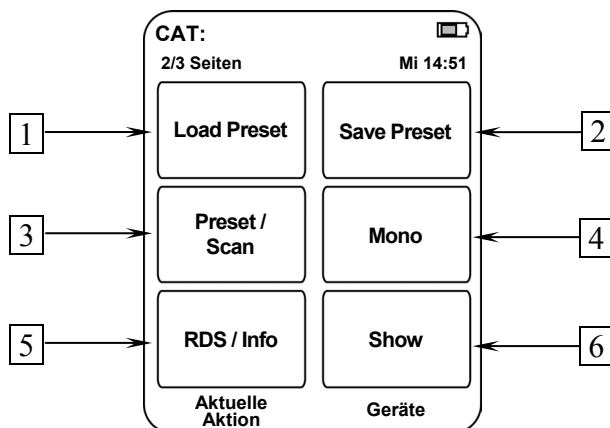 CAT:
2/3 Seiten Mi 14:51
1 Load Preset Save Preset 2
3 Preset /
Scan Mono 4
5 RDS / Info Show 6
Aktuelle
Aktion Geräte